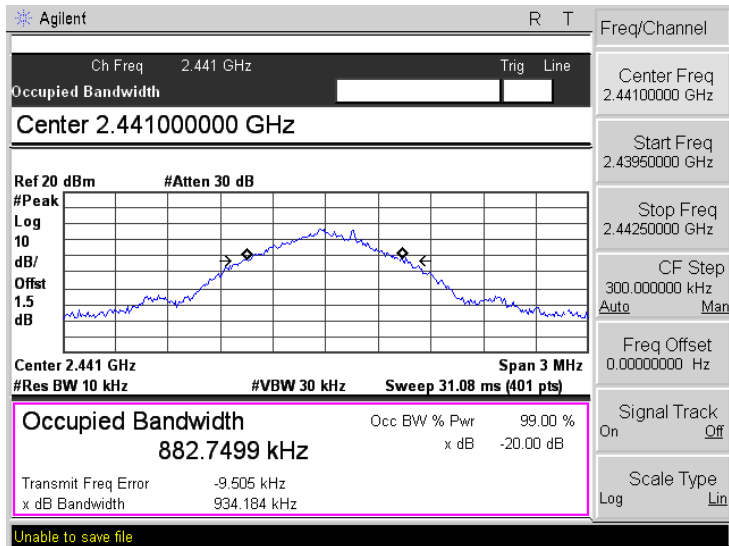 Agilent R T
Ch Freq 2.441 GHz Trig Line
Occupied Bandwidth
Center 2.441000000 GHz
Ref 20 dBm #Atten 30 dB
#Peak
Log
10
dB/
Offst
1.5
dB
Center 2.441 GHz Span 3 MHz
#Res BW 10 kHz #VBW 30 kHz Sweep 31.08 ms (401 pts)
Occupied Bandwidth Occ BW % Pwr 99.00 %
882.7499 kHz x dB -20.00 dB
Transmit Freq Error -9.505 kHz
x dB Bandwidth 934.184 kHz
Unable to save file
Freq/Channel
Center Freq
2.44100000 GHz
Start Freq
2.43950000 GHz
Stop Freq
2.44250000 GHz
CF Step
300.000000 kHz
Auto Man
Freq Offset
0.00000000 Hz
Signal Track
On Off
Scale Type
Log Lin